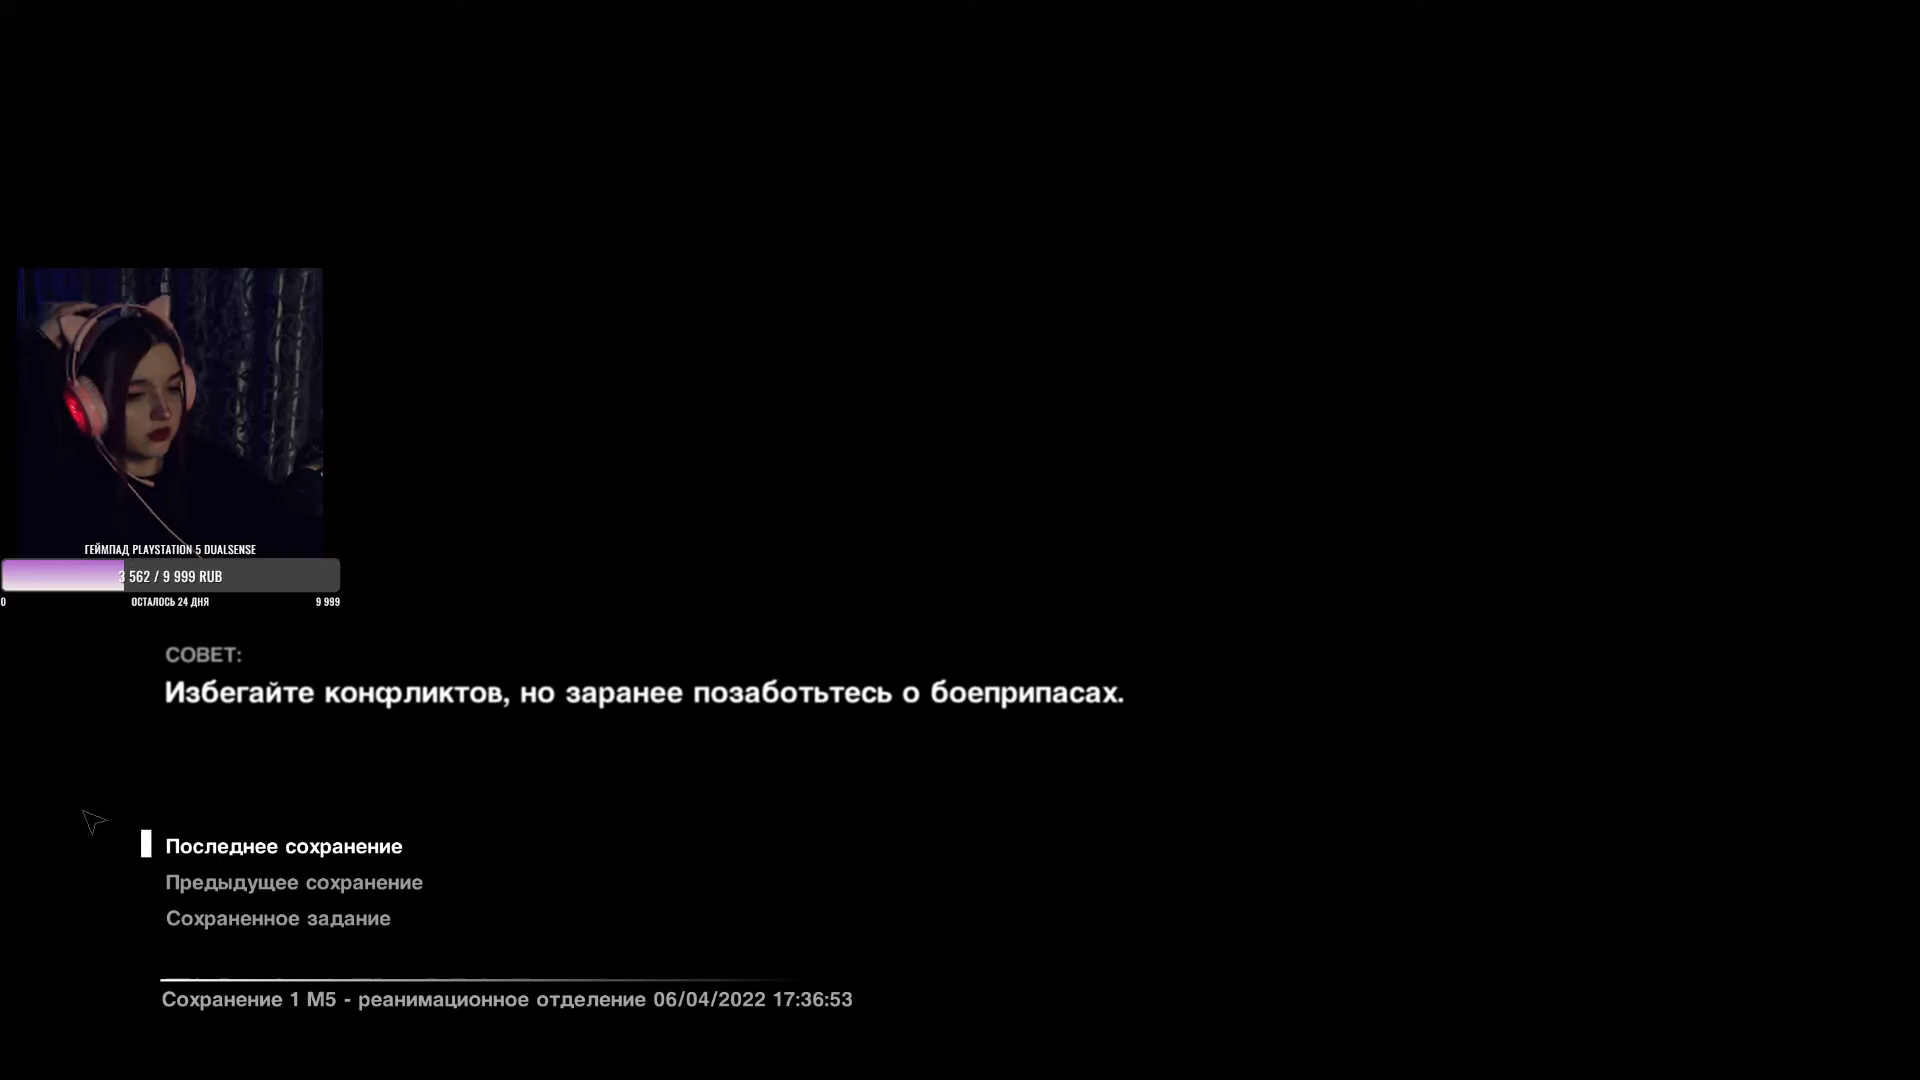 ГЕЙМПАД PLAYSTATION 5 DUALSENSE
3 562 / 9 999 RUB
0 ОСТАЛОСЬ 24 ДНЯ 9 999
СОВЕТ:
Избегайте конфликтов, но заранее позаботьтесь о боеприпасах.
Последнее сохранение
Предыдущее сохранение
Сохраненное задание
Сохранение 1 M5 - реанимационное отделение 06/04/2022 17:36:53